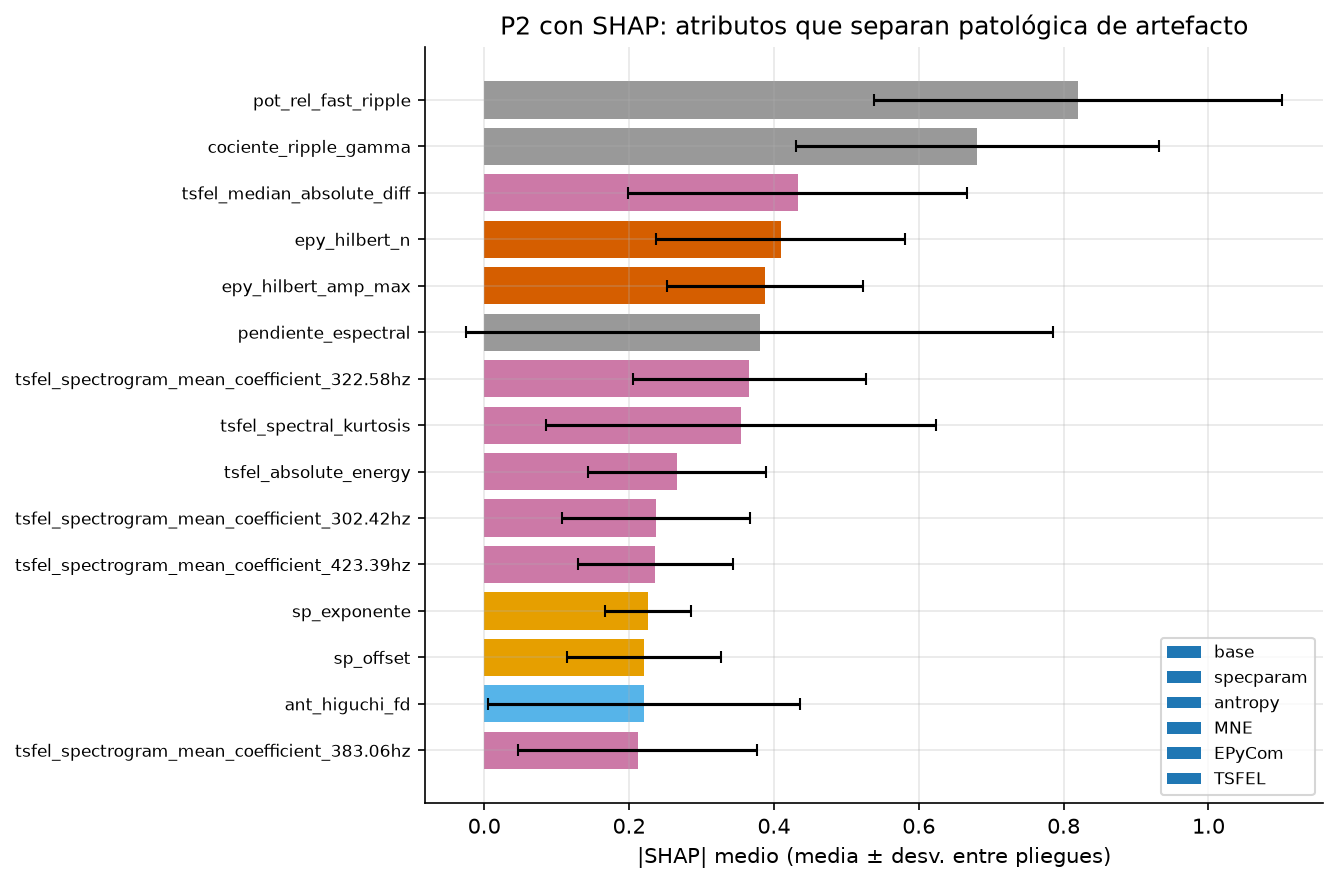 P2 con SHAP: atributos que separan patológica de artefacto
pot_rel_fast_ripple
cociente_ripple_gamma
tsfel_median_absolute_diff
epy_hilbert_n
epy_hilbert_amp_max
pendiente_espectral
tsfel_spectrogram_mean_coefficient_322.58hz
tsfel_spectral_kurtosis
tsfel_absolute_energy
tsfel_spectrogram_mean_coefficient_302.42hz
tsfel_spectrogram_mean_coefficient_423.39hz
sp_exponente
sp_offset
ant_higuchi_fd
tsfel_spectrogram_mean_coefficient_383.06hz
base
specparam
antropy
MNE
EPyCom
TSFEL
0.0 0.2 0.4 0.6 0.8 1.0
|SHAP| medio (media ± desv. entre pliegues)